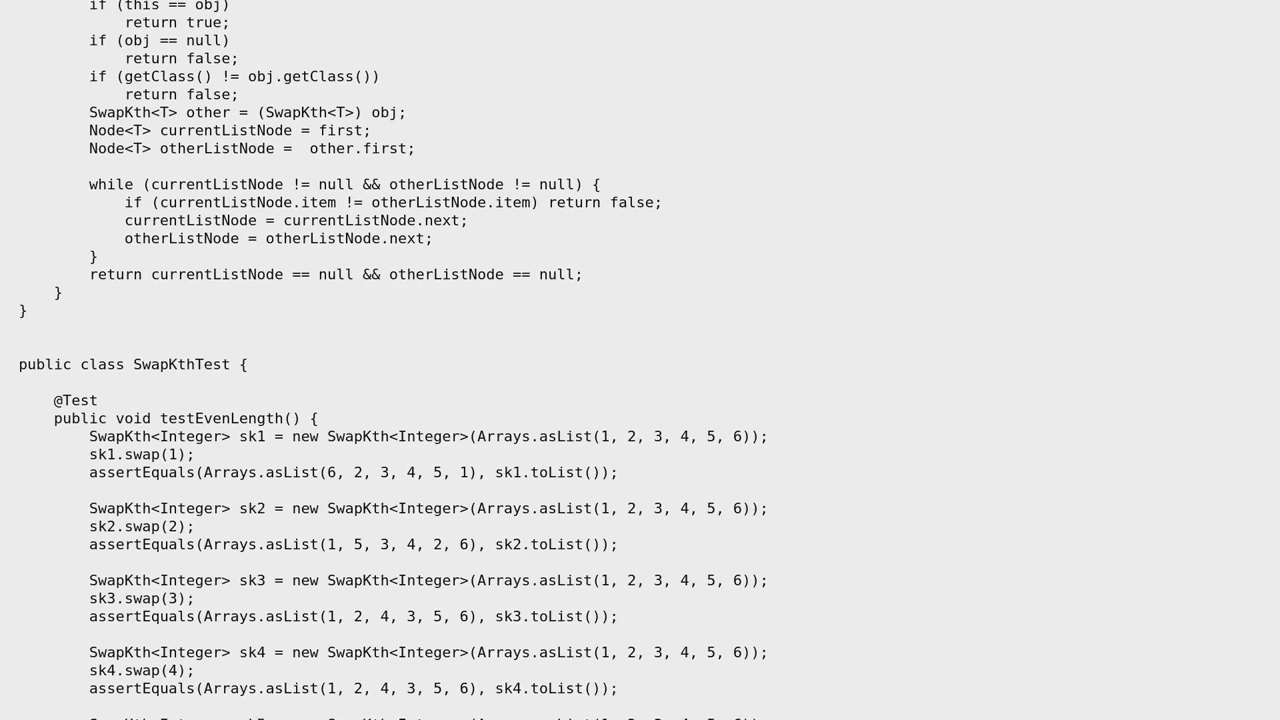 if (this == obj)
            return true;
        if (obj == null)
            return false;
        if (getClass() != obj.getClass())
            return false;
        SwapKth<T> other = (SwapKth<T>) obj;
        Node<T> currentListNode = first;
        Node<T> otherListNode =  other.first;

        while (currentListNode != null && otherListNode != null) {
            if (currentListNode.item != otherListNode.item) return false;
            currentListNode = currentListNode.next;
            otherListNode = otherListNode.next;
        }
        return currentListNode == null && otherListNode == null;
    }
}


public class SwapKthTest {

    @Test
    public void testEvenLength() {
        SwapKth<Integer> sk1 = new SwapKth<Integer>(Arrays.asList(1, 2, 3, 4, 5, 6));
        sk1.swap(1);
        assertEquals(Arrays.asList(6, 2, 3, 4, 5, 1), sk1.toList());

        SwapKth<Integer> sk2 = new SwapKth<Integer>(Arrays.asList(1, 2, 3, 4, 5, 6));
        sk2.swap(2);
        assertEquals(Arrays.asList(1, 5, 3, 4, 2, 6), sk2.toList());

        SwapKth<Integer> sk3 = new SwapKth<Integer>(Arrays.asList(1, 2, 3, 4, 5, 6));
        sk3.swap(3);
        assertEquals(Arrays.asList(1, 2, 4, 3, 5, 6), sk3.toList());

        SwapKth<Integer> sk4 = new SwapKth<Integer>(Arrays.asList(1, 2, 3, 4, 5, 6));
        sk4.swap(4);
        assertEquals(Arrays.asList(1, 2, 4, 3, 5, 6), sk4.toList());